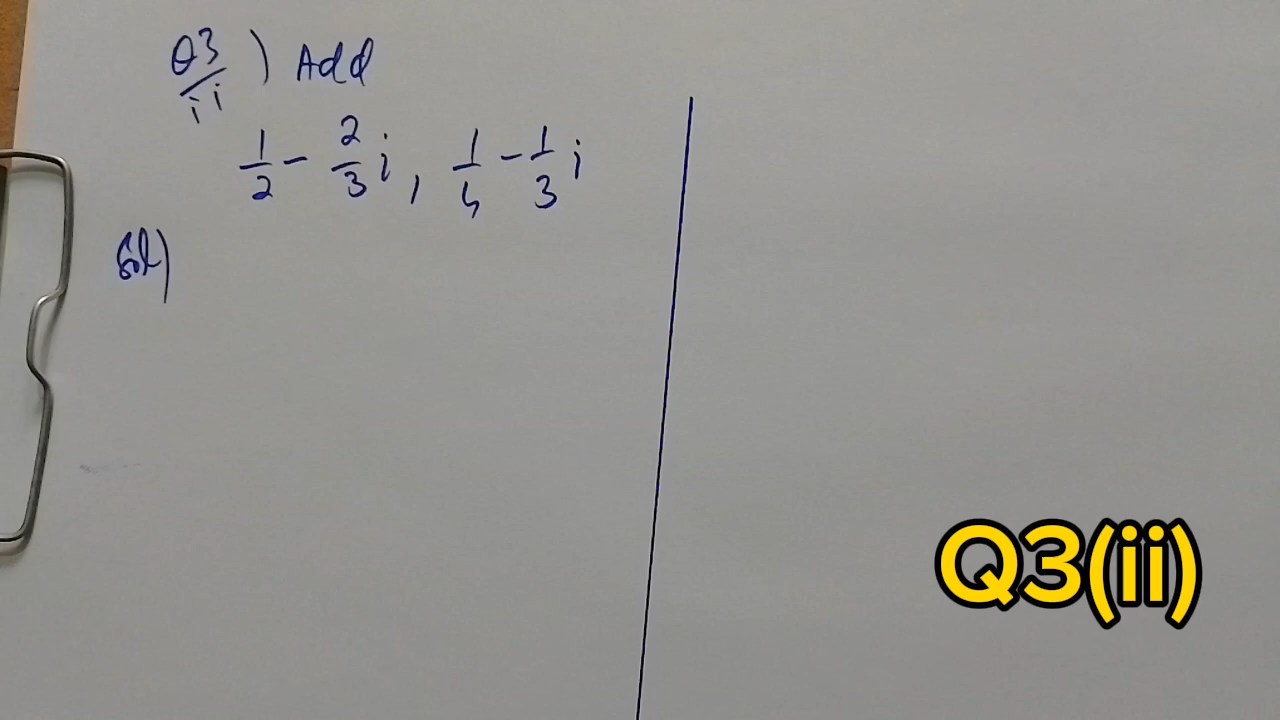 Q3/ii ) Add
1/2 - 2/3 i , 1/4 - 1/3 i
Sol)
Q3(ii)